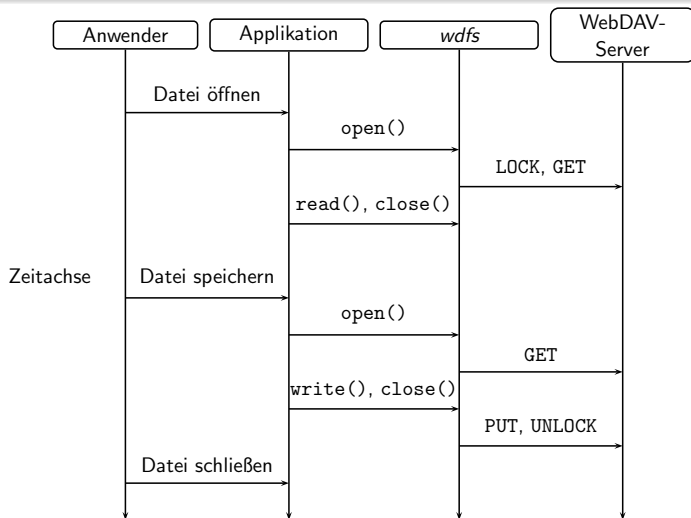 Anwender
Applikation
wdfs
WebDAV-
Server
Datei öffnen
open()
LOCK, GET
read(), close()
Zeitachse
Datei speichern
open()
GET
write(), close()
PUT, UNLOCK
Datei schließen